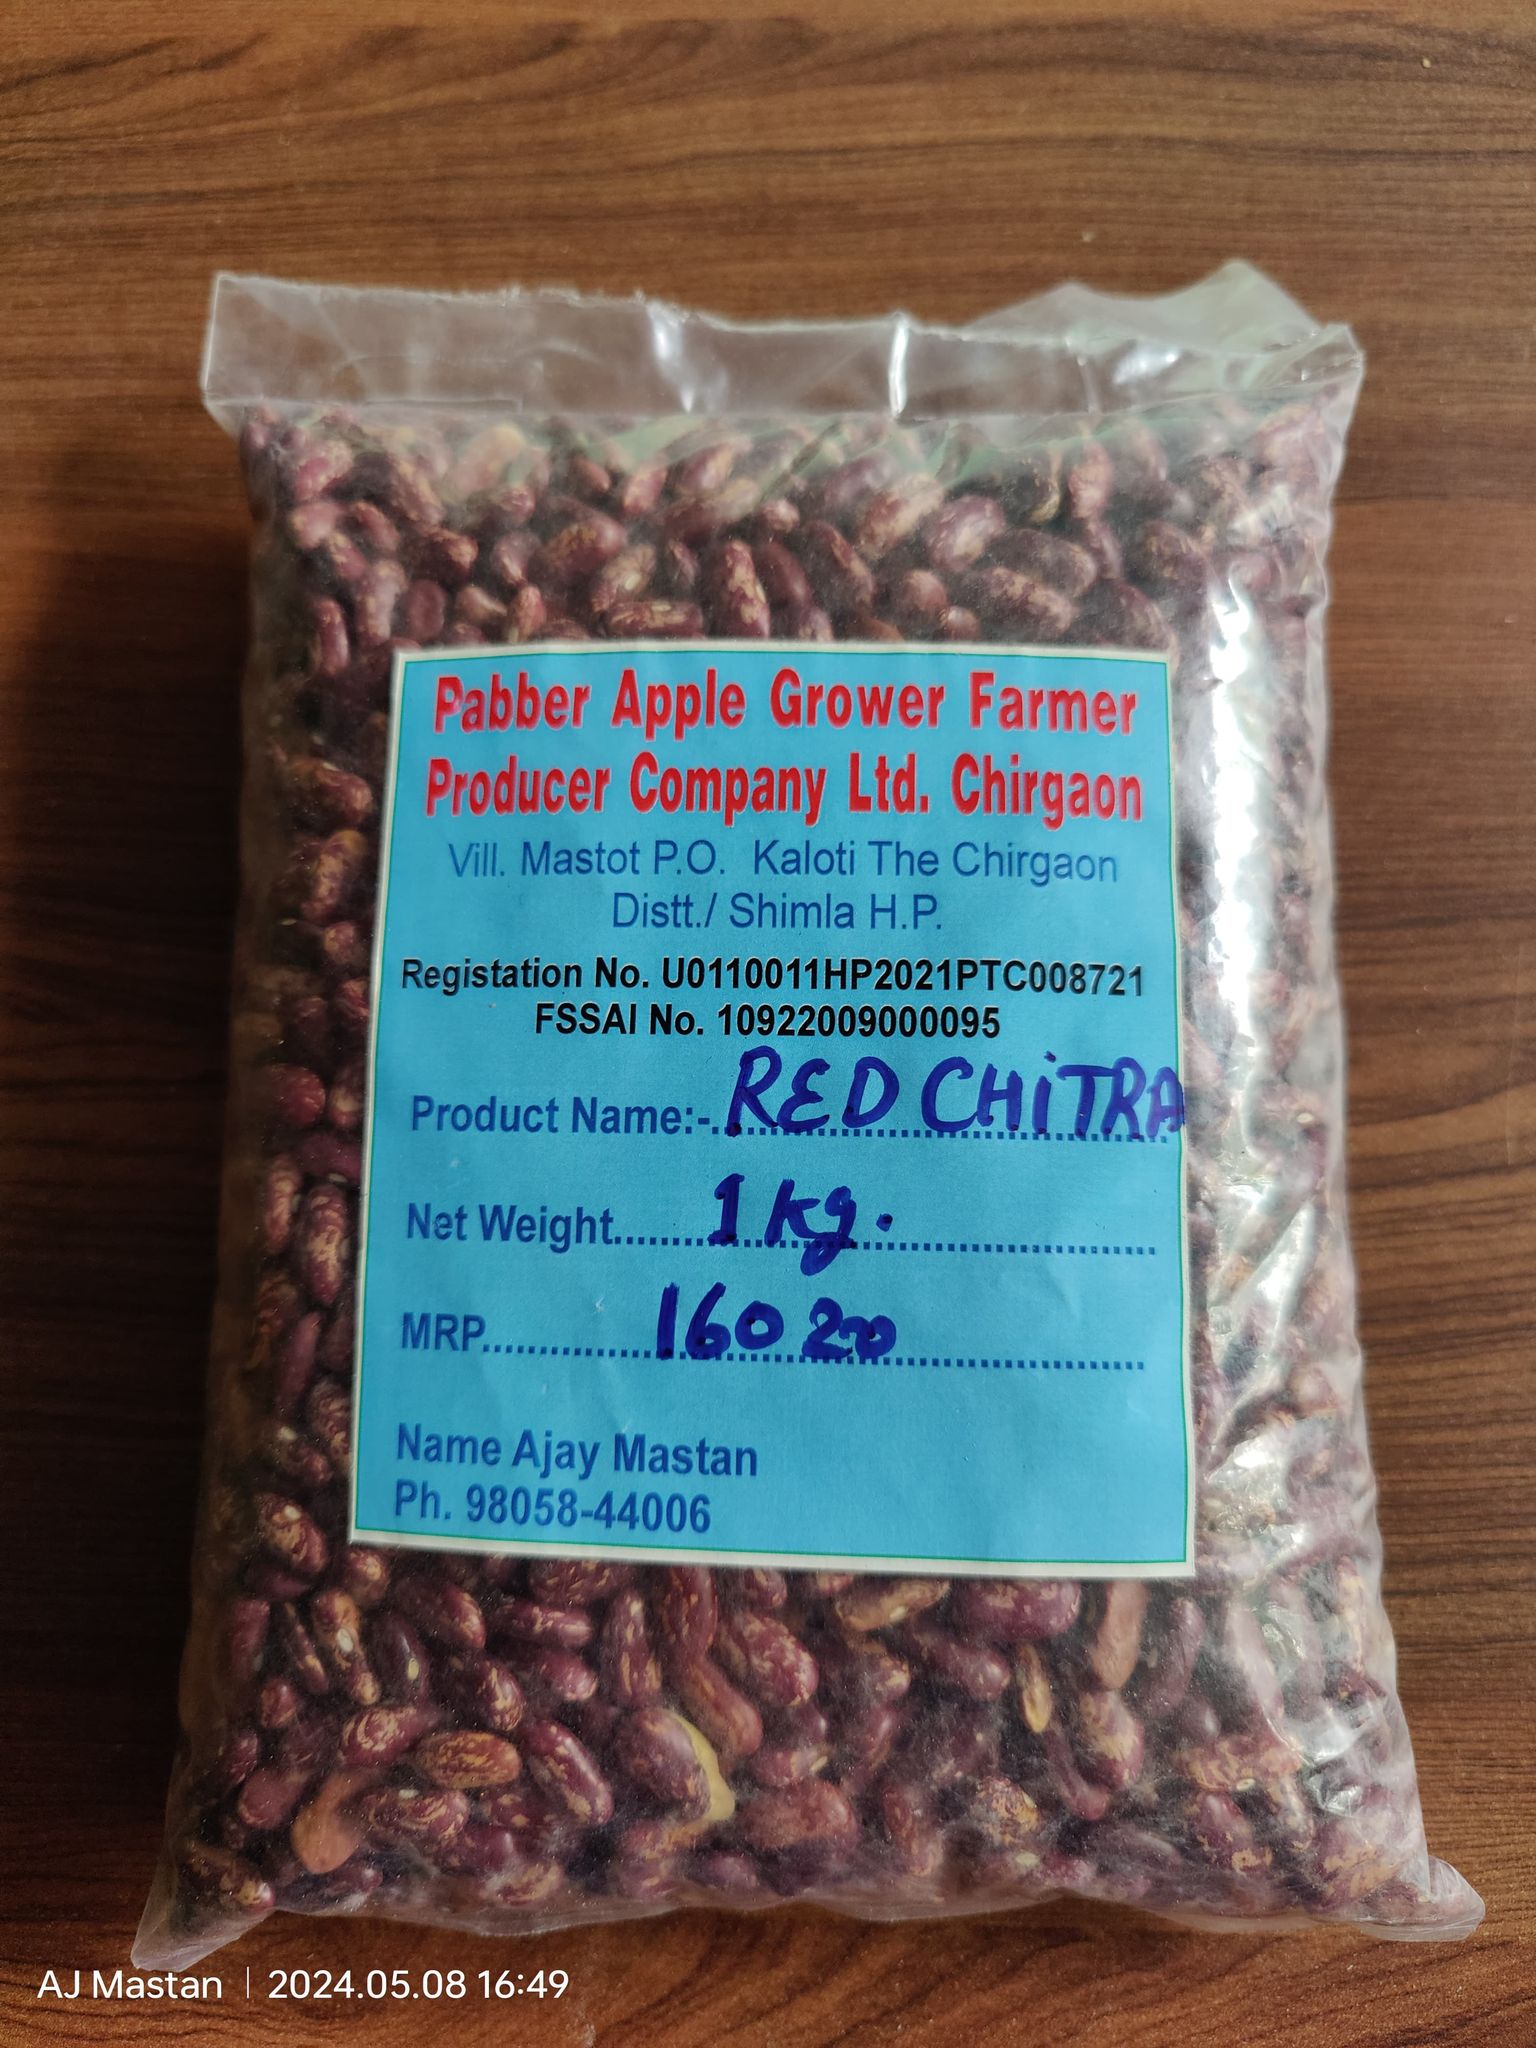 Pabber Apple Grower Farmer
Producer Company Ltd. Chirgaon
Vill. Mastot P.O. Kaloti The Chirgaon
Distt./ Shimla H.P.
Registation No. U0110011HP2021PTC008721
FSSAI No. 10922009000095
Product Name:-..RED CHiTRA
Net Weight......1 kg.
MRP......160 200
Name Ajay Mastan
Ph. 98058-44006
AJ Mastan | 2024.05.08 16:49